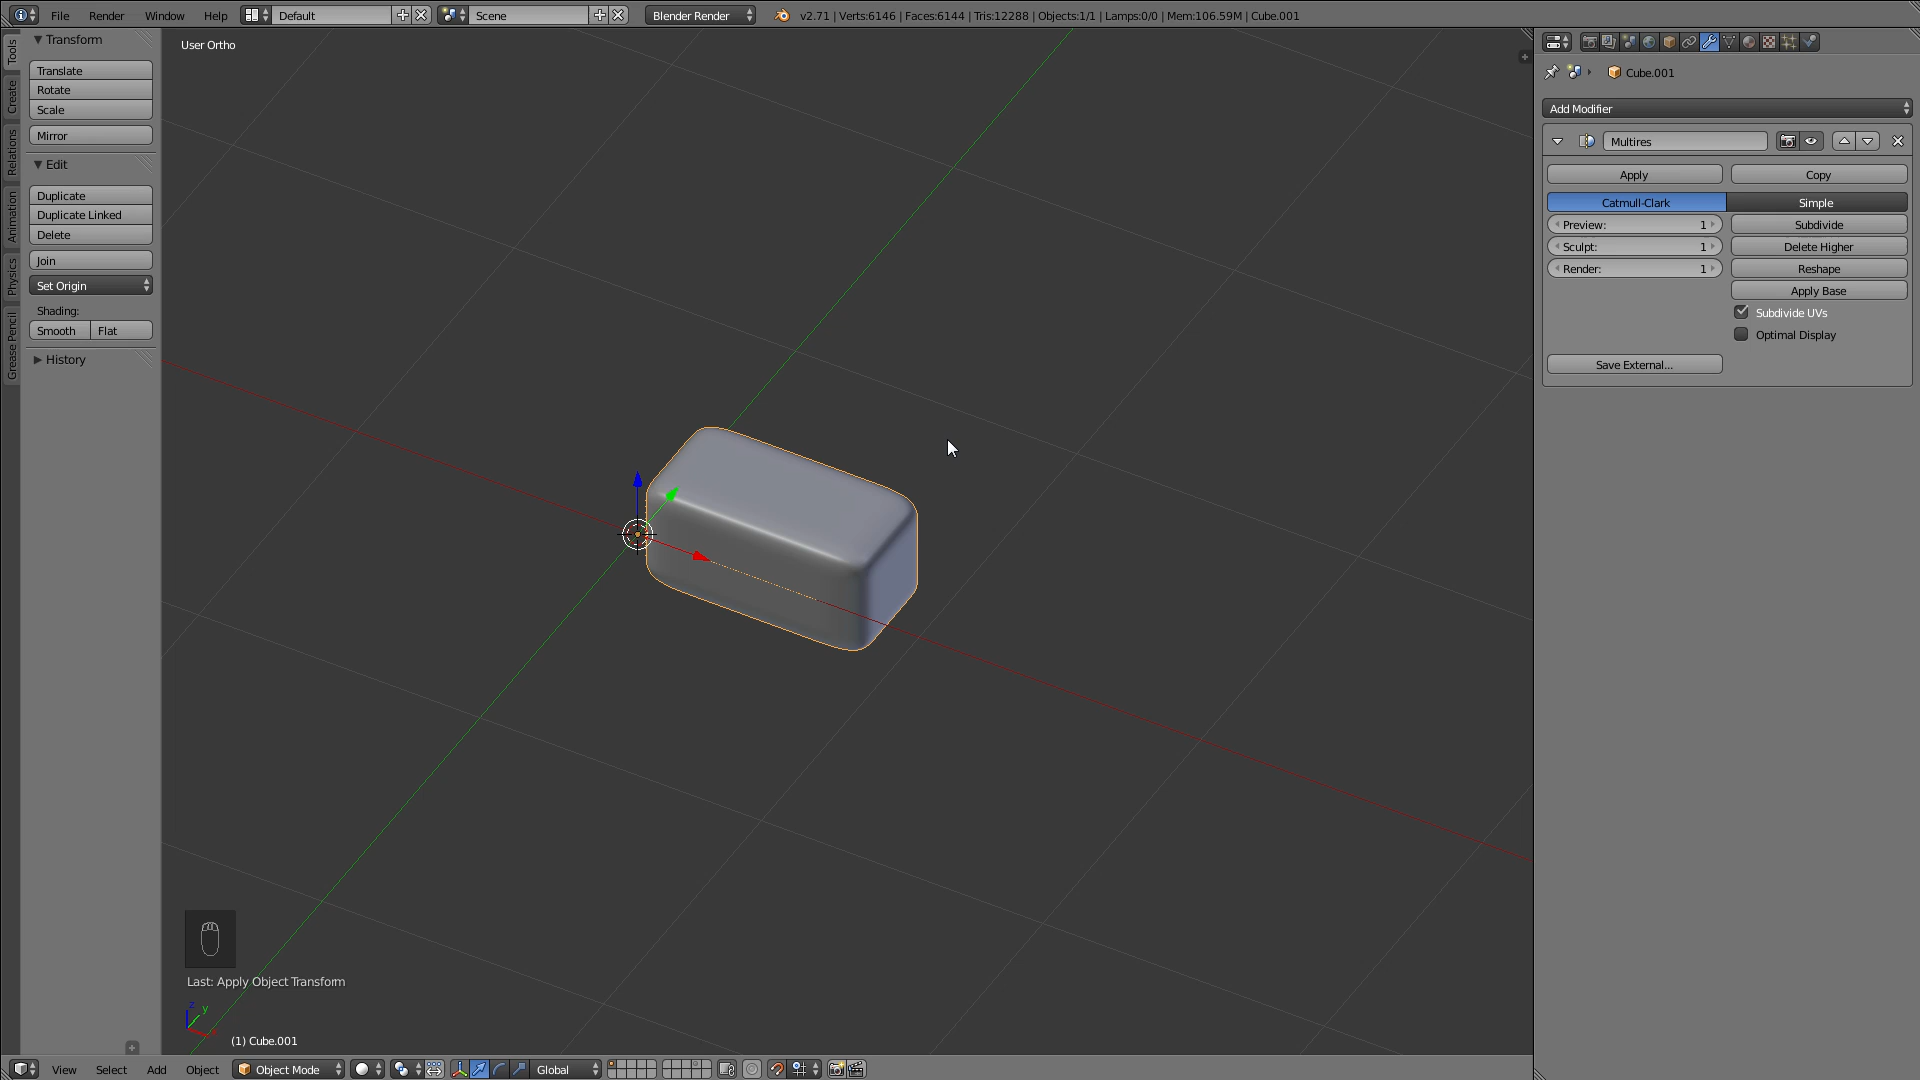 File Render Window Help Default Scene Blender Render v2.71 | Verts:6146 | Faces:6144 | Tris:12288 | Objects:1/1 | Lamps:0/0 | Mem:106.59M | Cube.001
Tools
Create
Relations
Animation
Physics
Grease Pencil
Transform
Translate
Rotate
Scale
Mirror
Edit
Duplicate
Duplicate Linked
Delete
Join
Set Origin
Shading:
Smooth Flat
History
User Ortho
Last: Apply Object Transform
z
y
(1) Cube.001
View Select Add Object Object Mode Global
Cube.001
Add Modifier
Multires
Apply Copy
Catmull-Clark Simple
Preview: 1 Subdivide
Sculpt: 1 Delete Higher
Render: 1 Reshape
Apply Base
Subdivide UVs
Optimal Display
Save External...